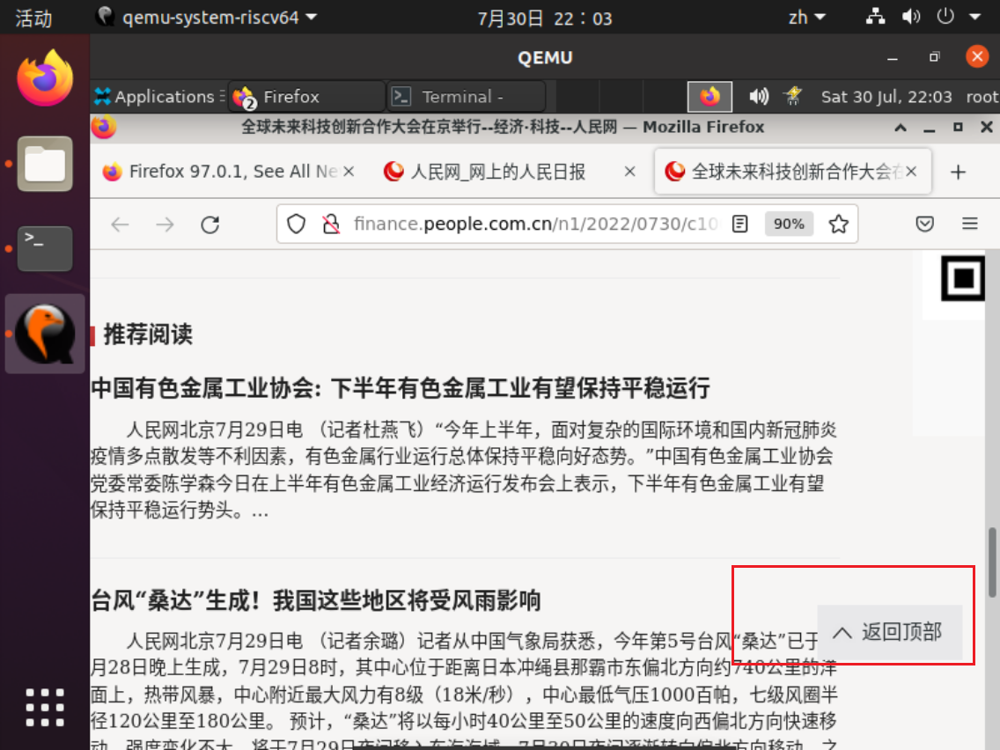 活动 qemu-system-riscv64 7月30日 22：03 zh
QEMU
Applications Firefox Terminal - Sat 30 Jul, 22:03 root
2
全球未来科技创新合作大会在京举行--经济·科技--人民网 — Mozilla Firefox
Firefox 97.0.1, See All Ne 人民网_网上的人民日报 全球未来科技创新合作大会在
finance.people.com.cn/n1/2022/0730/c10 90%
推荐阅读
中国有色金属工业协会: 下半年有色金属工业有望保持平稳运行
人民网北京7月29日电 （记者杜燕飞）“今年上半年，面对复杂的国际环境和国内新冠肺炎
疫情多点散发等不利因素，有色金属行业运行总体保持平稳向好态势。”中国有色金属工业协会
党委常委陈学森今日在上半年有色金属工业经济运行发布会上表示，下半年有色金属工业有望
保持平稳运行势头。…
台风“桑达”生成！我国这些地区将受风雨影响
人民网北京7月29日电 （记者余璐）记者从中国气象局获悉，今年第5号台风“桑达”已于
返回顶部
月28日晚上生成，7月29日8时，其中心位于距离日本冲绳县那霸市东偏北方向约740公里的洋
面上，热带风暴，中心附近最大风力有8级（18米/秒），中心最低气压1000百帕，七级风圈半
径120公里至180公里。 预计，“桑达”将以每小时40公里至50公里的速度向西偏北方向快速移
动，强度变化不大，将于7月29日夜间移入东海海域，7月30日夜间逐渐转向偏北方向移动，之